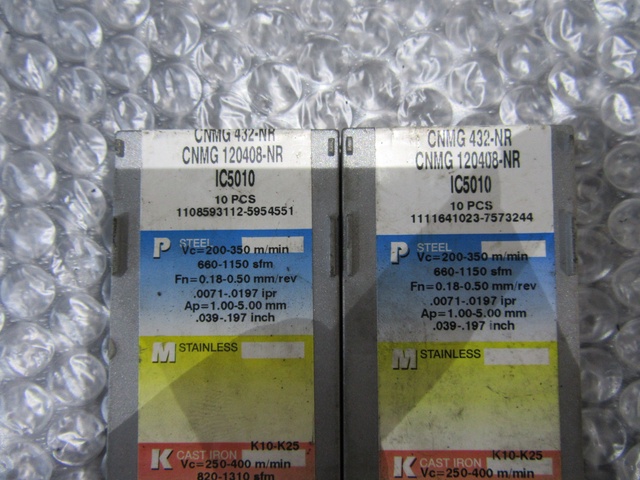 CNMG 432-NR
CNMG 120408-NR
IC5010
10 PCS
1108593112-5954551
P STEEL
Vc=200-350 m/min
660-1150 sfm
Fn=0.18-0.50 mm/rev
.0071-.0197 ipr
Ap=1.00-5.00 mm
.039-.197 inch
M STAINLESS
K10-K25
K CAST IRON
Vc=250-400 m/min
820-1310 sfm
CNMG 432-NR
CNMG 120408-NR
IC5010
10 PCS
1111641023-7573244
P STEEL
Vc=200-350 m/min
660-1150 sfm
Fn=0.18-0.50 mm/rev
.0071-.0197 ipr
Ap=1.00-5.00 mm
.039-.197 inch
M STAINLESS
K10-K25
K CAST IRON
Vc=250-400 m/min